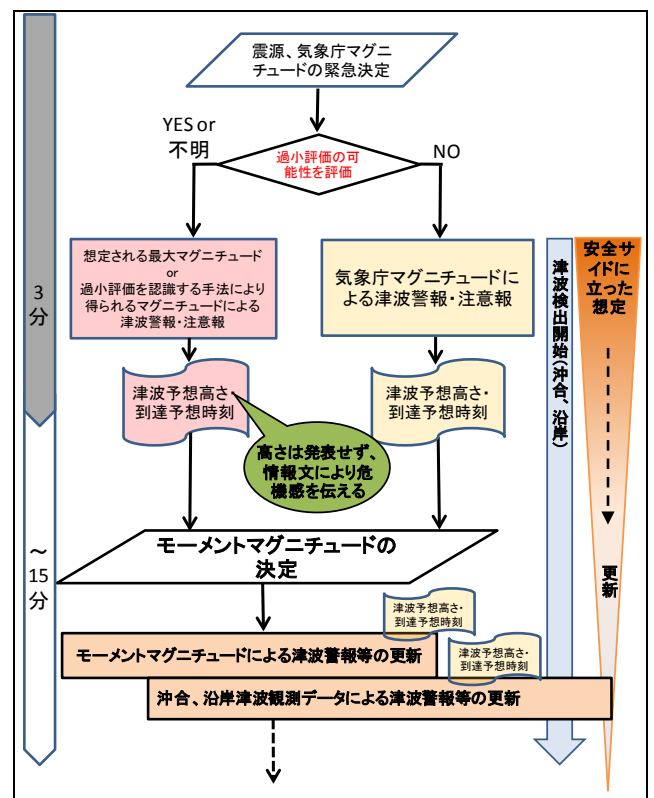 震源、気象庁マグニ
チュードの緊急決定
YES or
不明
過小評価の可
能性を評価
NO
想定される最大マグニチュード
or
過小評価を認識する手法により
得られるマグニチュードによる
津波警報・注意報
気象庁マグニチュードに
よる津波警報・注意報
津波予想高さ・
到達予想時刻
津波予想高さ・
到達予想時刻
高さは発表せず、
情報文により危
機感を伝える
モーメントマグニチュードの
決定
津波予想高さ・
到達予想時刻
モーメントマグニチュードによる津波警報等の更新
津波予想高さ・
到達予想時刻
沖合、沿岸津波観測データによる津波警報等の更新
3
分
～
15
分
津波検出開始(沖合、沿岸)
安全サ
イドに
立った
想定
更新